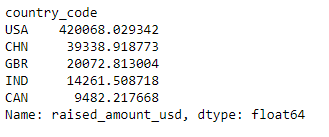 country_code
USA    420068.029342
CHN     39338.918773
GBR     20072.813004
IND     14261.508718
CAN      9482.217668
Name: raised_amount_usd, dtype: float64